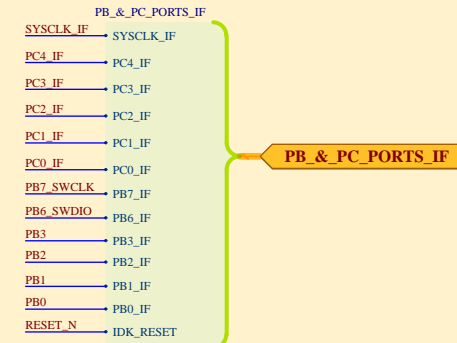 PB_&_PC_PORTS_IF
SYSCLK_IF SYSCLK_IF
PC4_IF PC4_IF
PC3_IF PC3_IF
PC2_IF PC2_IF
PC1_IF PC1_IF
PC0_IF PC0_IF
PB7_SWCLK PB7_IF
PB6_SWDIO PB6_IF
PB3 PB3_IF
PB2 PB2_IF
PB1 PB1_IF
PB0 PB0_IF
RESET_N IDK_RESET
PB_&_PC_PORTS_IF